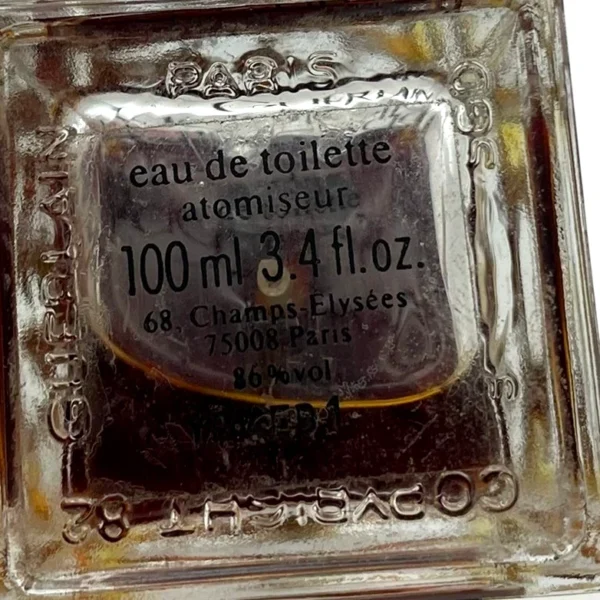 PARIS
GUERLAIN
eau de toilette
atomiseur
100 ml 3.4 fl.oz.
68, Champs-Elysées
75008 Paris
86 % vol
GUERLAIN
COPYRIGHT 82